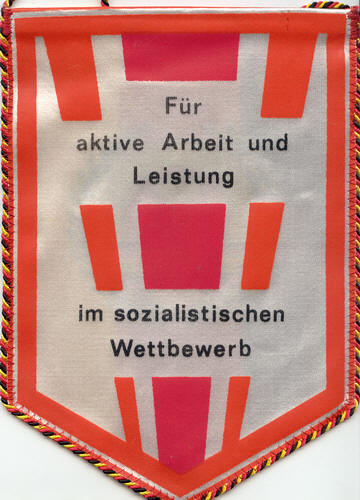 Für
aktive Arbeit und
Leistung
im sozialistischen
Wettbewerb